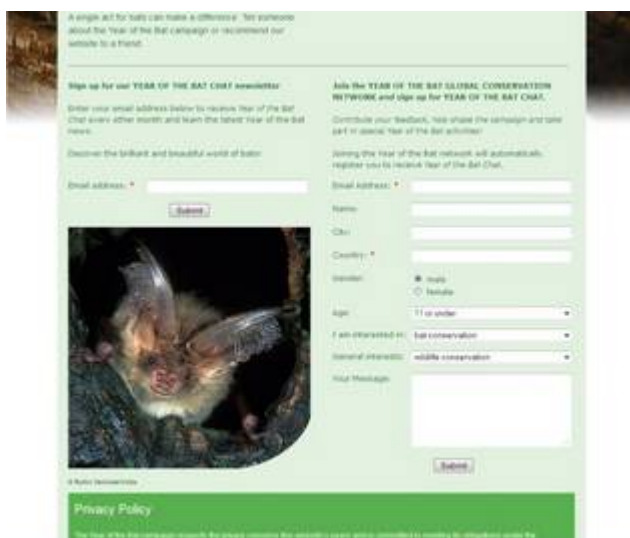 A single act for bats can make a difference. Tell someone
about the Year of the Bat campaign or recommend our
website to a friend.
Sign up for our YEAR OF THE BAT CHAT newsletter
Enter your email address below to receive Year of the Bat
Chat every other month and learn the latest Year of the Bat
news.
Discover the brilliant and beautiful world of bats!
Email address: *
Submit
Join the YEAR OF THE BAT GLOBAL CONSERVATION
NETWORK and sign up for YEAR OF THE BAT CHAT.
Contribute your feedback, help shape the campaign and take
part in special Year of the Bat activities!
Joining the Year of the Bat network will automatically
register you to receive Year of the Bat Chat.
Email Address: *
Name:
City:
Country: *
Gender:
male
female
Age:
11 or under
I am interested in:
bat conservation
General interests:
wildlife conservation
Your Message:
Submit
Privacy Policy